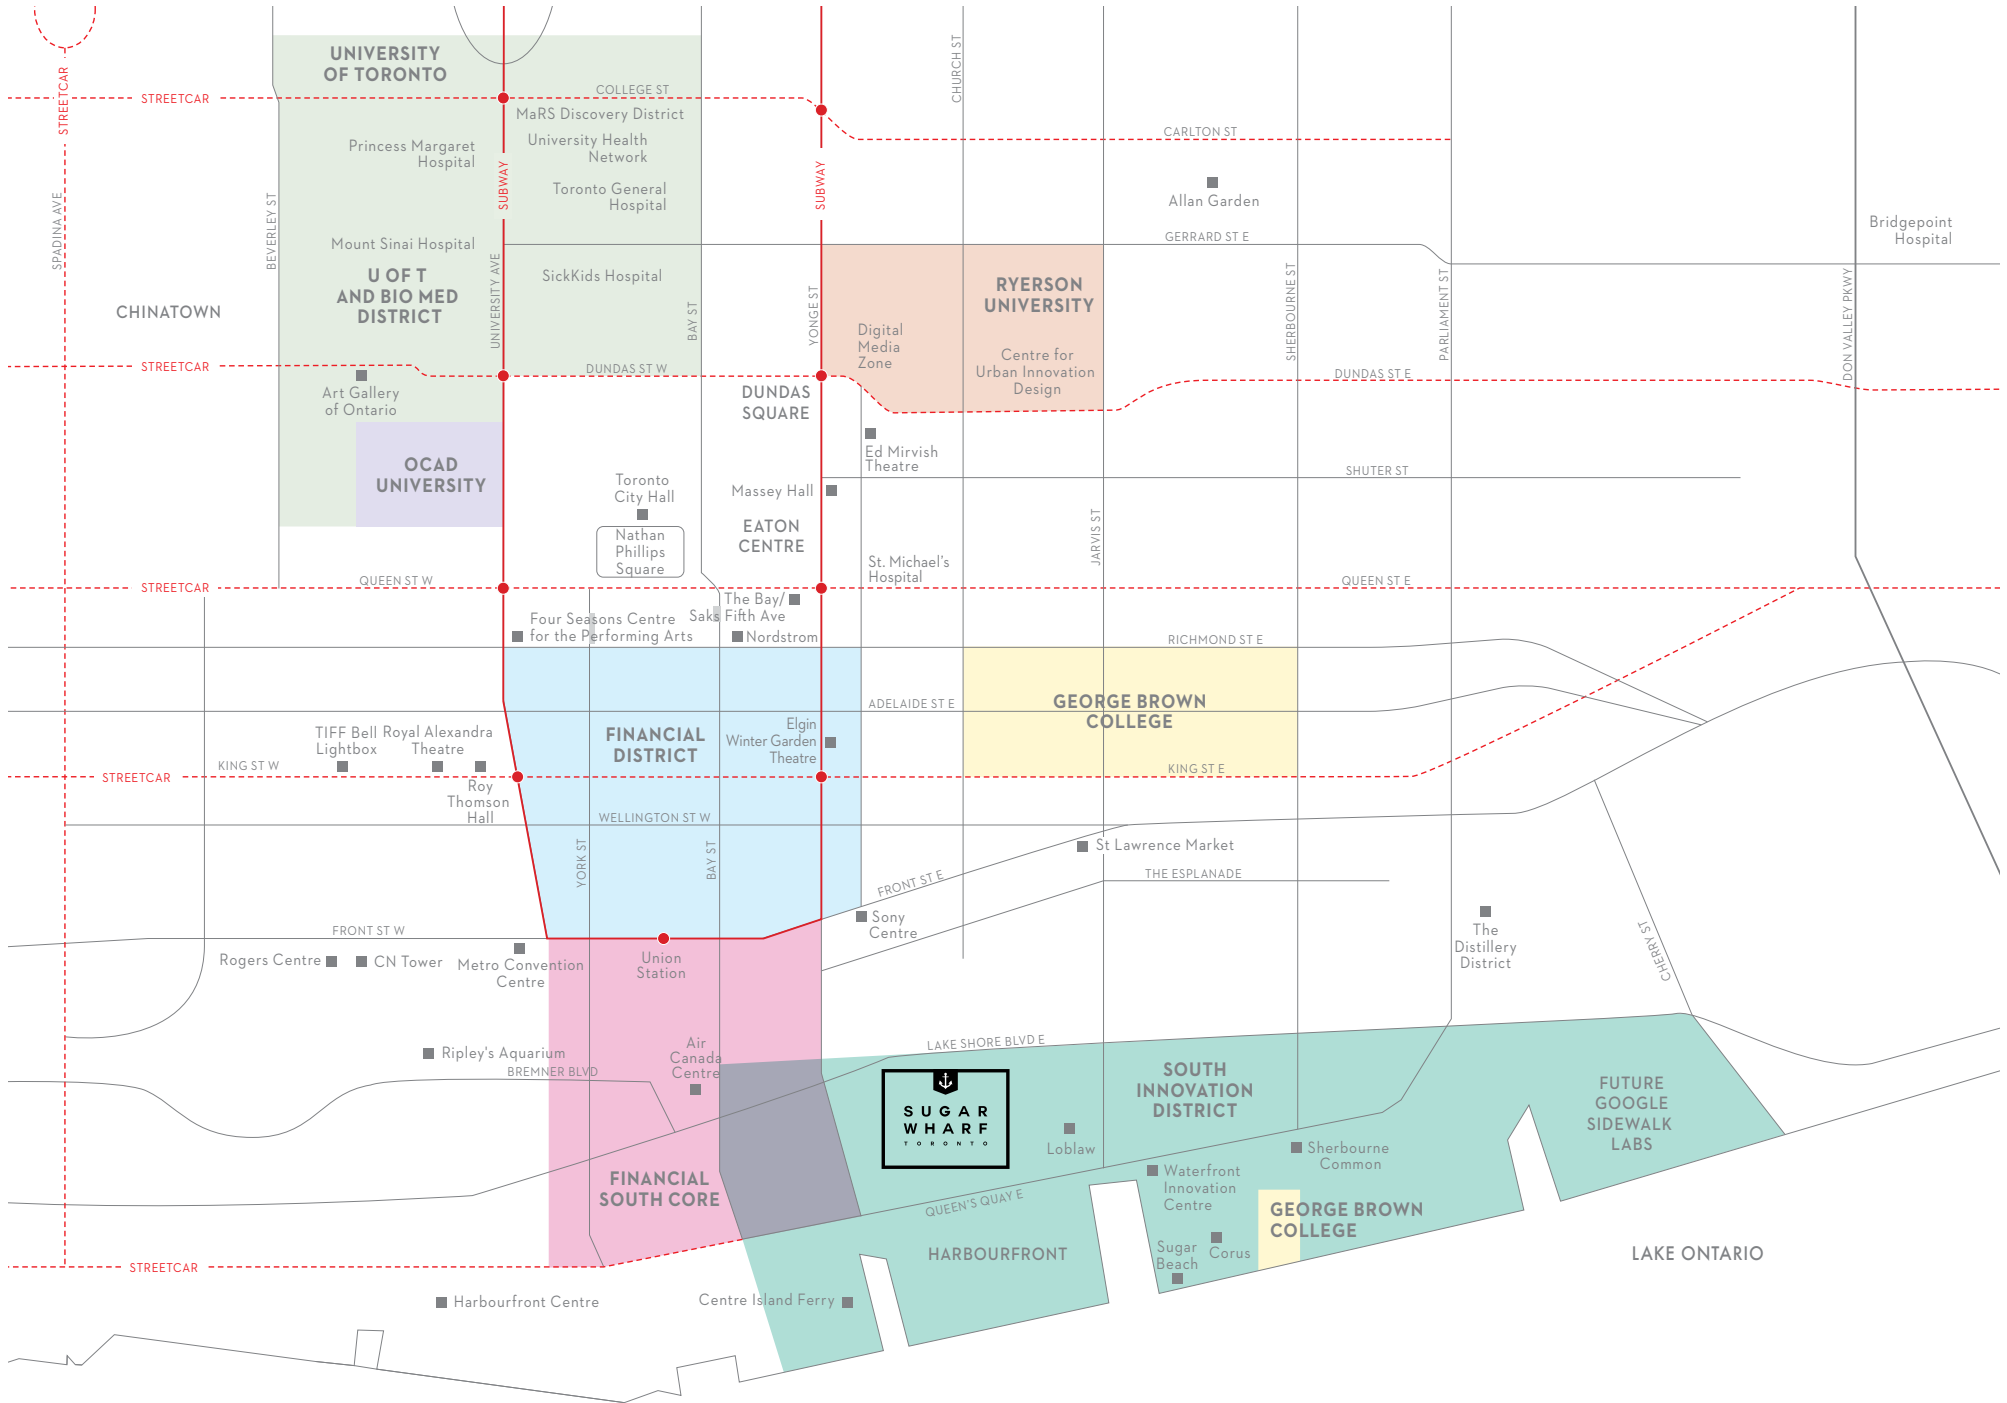 UNIVERSITY
OF TORONTO
STREETCAR
STREETCAR
COLLEGE ST
MaRS Discovery District
CHURCH ST
CARLTON ST
Princess Margaret
Hospital
University Health
Network
SUBWAY
SUBWAY
Toronto General
Hospital
Allan Garden
SPADINA AVE
BEVERLEY ST
Mount Sinai Hospital
GERRARD ST E
Bridgepoint
Hospital
U OF T
AND BIO MED
DISTRICT
SickKids Hospital
UNIVERSITY AVE
BAY ST
YONGE ST
RYERSON
UNIVERSITY
SHERBOURNE ST
PARLIAMENT ST
DON VALLEY PKWY
CHINATOWN
Digital
Media
Zone
Centre for
Urban Innovation
Design
STREETCAR
DUNDAS ST W
DUNDAS ST E
Art Gallery
of Ontario
DUNDAS
SQUARE
Ed Mirvish
Theatre
OCAD
UNIVERSITY
Toronto
City Hall
Massey Hall
SHUTER ST
Nathan
Phillips
Square
EATON
CENTRE
JARVIS ST
St. Michael's
Hospital
STREETCAR
QUEEN ST W
QUEEN ST E
The Bay/
Saks Fifth Ave
Four Seasons Centre
for the Performing Arts
Nordstrom
RICHMOND ST E
ADELAIDE ST E
GEORGE BROWN
COLLEGE
TIFF Bell
Lightbox
Royal Alexandra
Theatre
FINANCIAL
DISTRICT
Elgin
Winter Garden
Theatre
STREETCAR
KING ST W
KING ST E
Roy
Thomson
Hall
WELLINGTON ST W
YORK ST
BAY ST
St Lawrence Market
FRONT ST E
THE ESPLANADE
Sony
Centre
The
Distillery
District
CHERRY ST
FRONT ST W
Rogers Centre
CN Tower
Metro Convention
Centre
Union
Station
Ripley's Aquarium
BREMNER BLVD
Air
Canada
Centre
LAKE SHORE BLVD E
SUGAR
WHARF
TORONTO
SOUTH
INNOVATION
DISTRICT
FUTURE
GOOGLE
SIDEWALK
LABS
Loblaw
Sherbourne
Common
Waterfront
Innovation
Centre
FINANCIAL
SOUTH CORE
QUEEN'S QUAY E
GEORGE BROWN
COLLEGE
HARBOURFRONT
Sugar
Beach
Corus
LAKE ONTARIO
STREETCAR
Harbourfront Centre
Centre Island Ferry